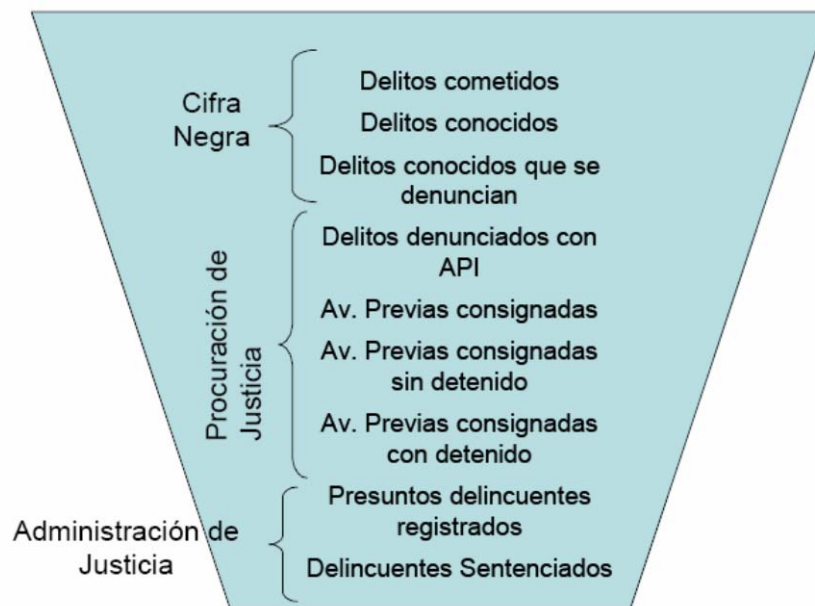 Cifra
Negra
Delitos cometidos
Delitos conocidos
Delitos conocidos que se
denuncian
Procuración de
Justicia
Delitos denunciados con
API
Av. Previas consignadas
Av. Previas consignadas
sin detenido
Av. Previas consignadas
con detenido
Administración de
Justicia
Presuntos delincuentes
registrados
Delincuentes Sentenciados